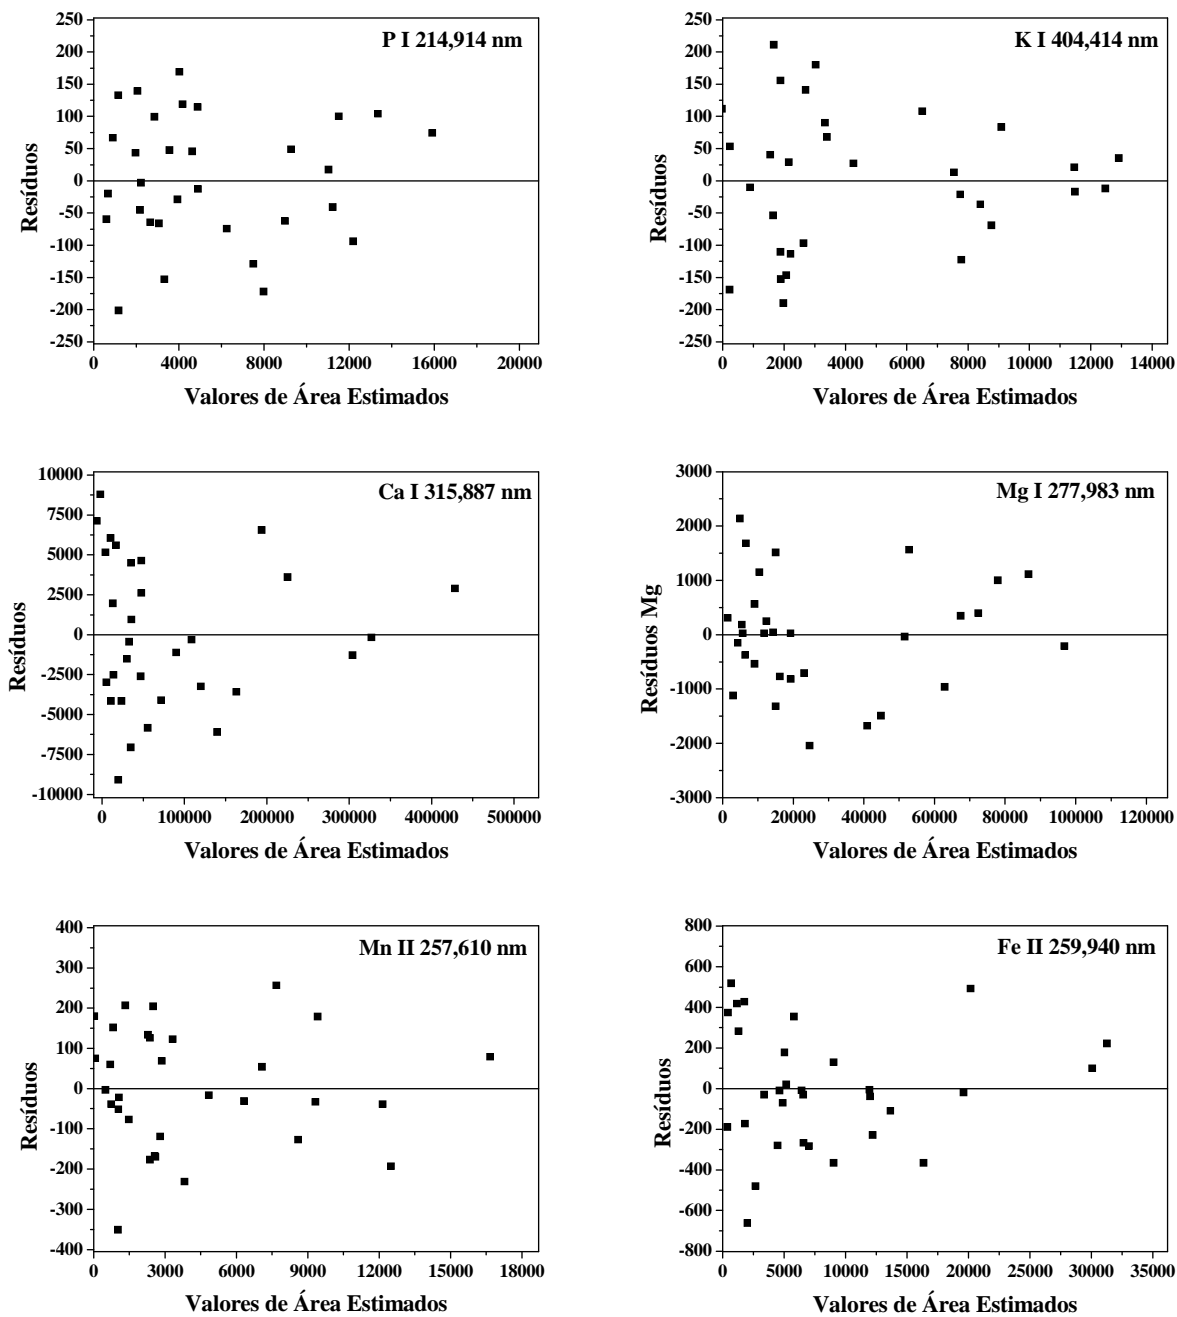 P I 214,914 nm
250
200
150
100
50
0
-50
-100
-150
-200
-250
Resíduos
0 4000 8000 12000 16000 20000
Valores de Área Estimados
K I 404,414 nm
250
200
150
100
50
0
-50
-100
-150
-200
-250
Resíduos
0 2000 4000 6000 8000 10000 12000 14000
Valores de Área Estimados
Ca I 315,887 nm
10000
7500
5000
2500
0
-2500
-5000
-7500
-10000
Resíduos
0 100000 200000 300000 400000 500000
Valores de Área Estimados
Mg I 277,983 nm
3000
2000
1000
0
-1000
-2000
-3000
Resíduos Mg
0 20000 40000 60000 80000 100000 120000
Valores de Área Estimados
Mn II 257,610 nm
400
300
200
100
0
-100
-200
-300
-400
Resíduos
0 3000 6000 9000 12000 15000 18000
Valores de Área Estimados
Fe II 259,940 nm
800
600
400
200
0
-200
-400
-600
-800
Resíduos
0 5000 10000 15000 20000 25000 30000 35000
Valores de Área Estimados